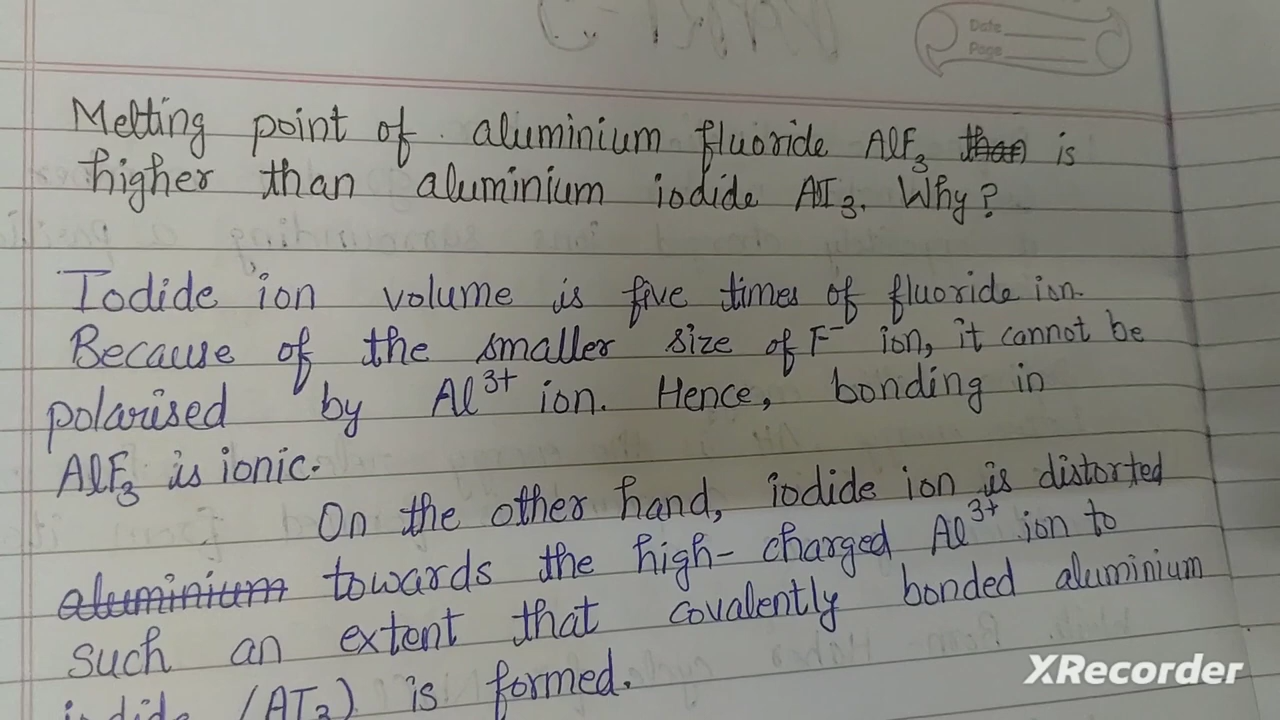 Date
Page
Melting point of aluminium fluoride AlF3 than is
higher than aluminium iodide AlI3. Why?
Iodide ion volume is five times of fluoride ion.
Because of the smaller size of F⁻ ion, it cannot be
polarised by Al³⁺ ion. Hence, bonding in
AlF3 is ionic.
On the other hand, iodide ion is distorted
aluminium towards the high-charged Al³⁺ ion to
such an extent that covalently bonded aluminium
iodide (AlI3) is formed.
XRecorder